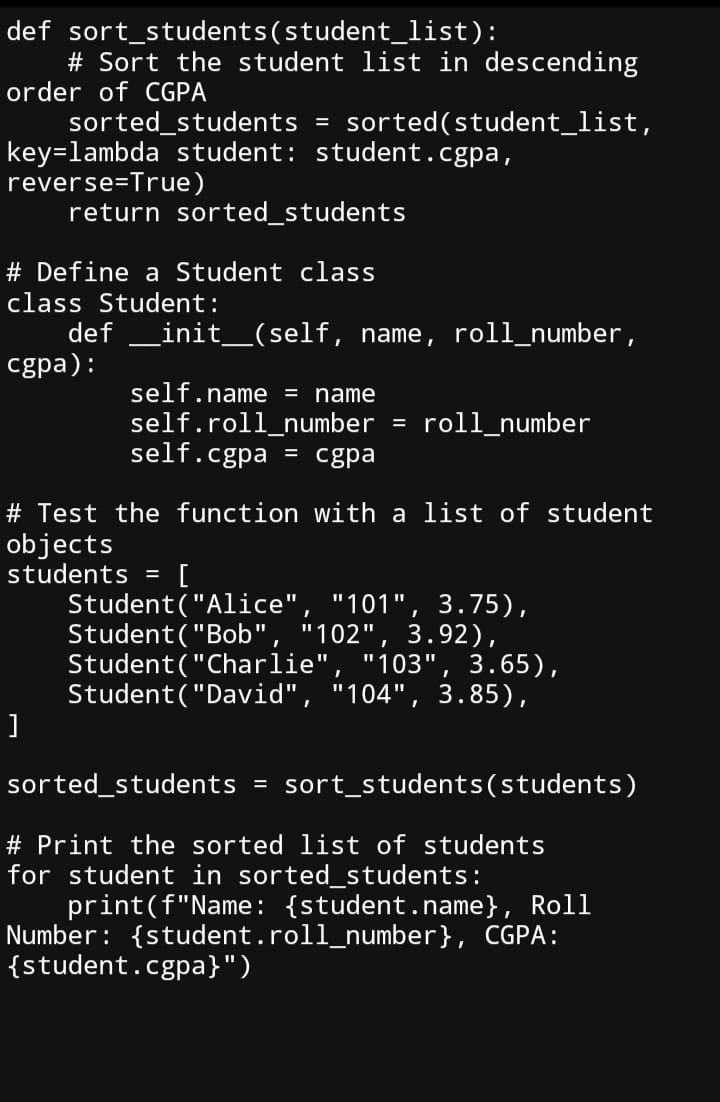 def sort_students(student_list):
    # Sort the student list in descending
order of CGPA
    sorted_students = sorted(student_list,
key=lambda student: student.cgpa,
reverse=True)
    return sorted_students

# Define a Student class
class Student:
    def __init__(self, name, roll_number,
cgpa):
        self.name = name
        self.roll_number = roll_number
        self.cgpa = cgpa

# Test the function with a list of student
objects
students = [
    Student("Alice", "101", 3.75),
    Student("Bob", "102", 3.92),
    Student("Charlie", "103", 3.65),
    Student("David", "104", 3.85),
]

sorted_students = sort_students(students)

# Print the sorted list of students
for student in sorted_students:
    print(f"Name: {student.name}, Roll
Number: {student.roll_number}, CGPA:
{student.cgpa}")